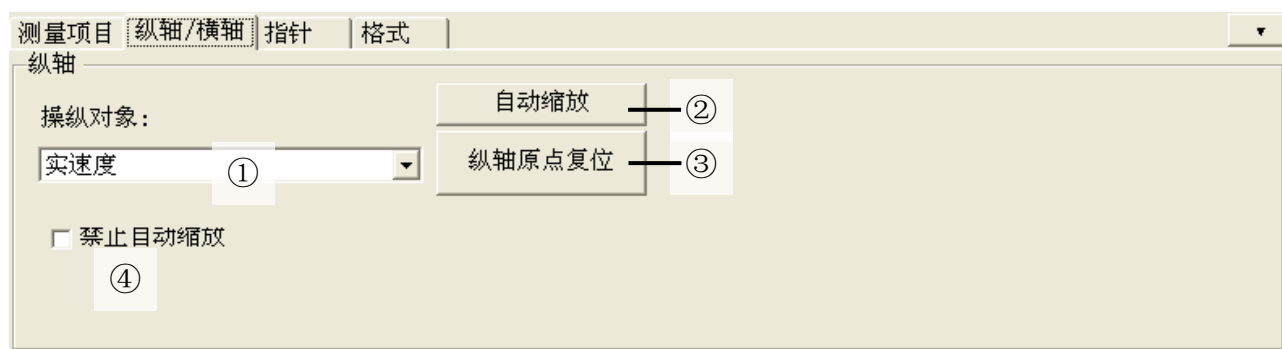 测量项目 纵轴/横轴 指针 格式
纵轴
操纵对象:
自动缩放 ②
实速度 ①
纵轴原点复位 ③
禁止自动缩放
④